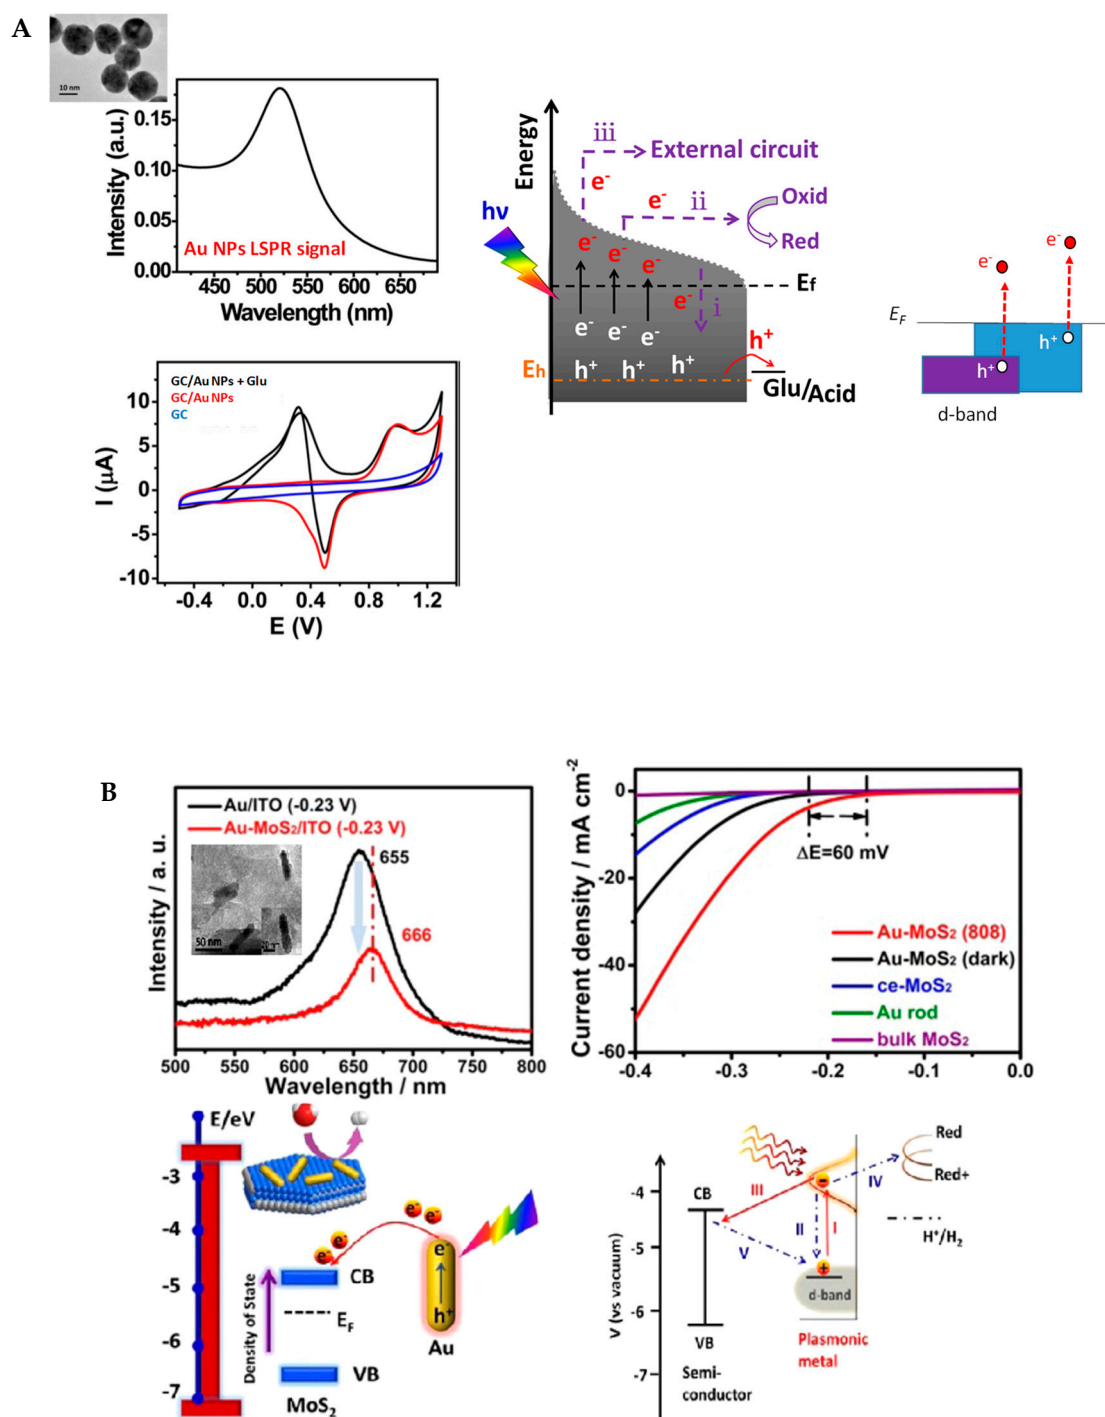 A
10 nm
Intensity (a.u.)
0.15
0.10
0.05
0.00
Au NPs LSPR signal
450 500 550 600 650
Wavelength (nm)
GC/Au NPs + Glu
GC/Au NPs
GC
I (μA)
10
5
0
-5
-10
-0.4 0.0 0.4 0.8 1.2
E (V)
Energy
hν
iii
External circuit
e-
ii
e-
Oxid
Red
e- e- e-
Ef
e-
i
e- e- e-
h+
Eh
h+ h+ h+
Glu/Acid
e-
e-
EF
h+
h+
d-band
B
Intensity / a. u.
Au/ITO (-0.23 V)
Au-MoS2/ITO (-0.23 V)
655
666
50 nm
500 550 600 650 700 750 800
Wavelength / nm
Current density / mA cm-2
0
-20
-40
-60
ΔE=60 mV
Au-MoS2 (808)
Au-MoS2 (dark)
ce-MoS2
Au rod
bulk MoS2
-0.4 -0.3 -0.2 -0.1 0.0
E/eV
-3
-4
-5
-6
-7
Density of State
e- e-
e- e-
e-
h+
CB
EF
VB
MoS2
Au
V (vs vacuum)
-4
-5
-6
-7
CB
VB
Semi-
conductor
III
II
I
IV
V
Red
Red+
H+/H2
d-band
Plasmonic
metal